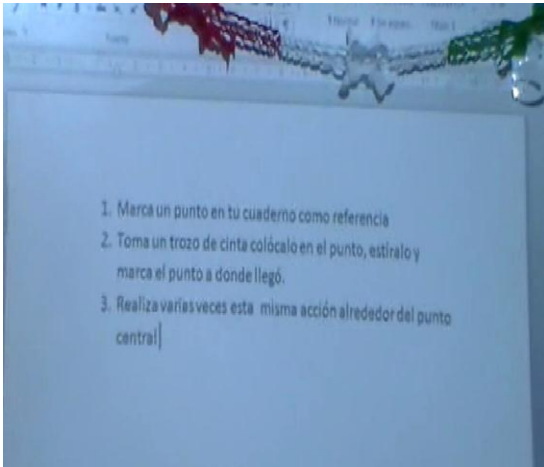 1. Marca un punto en tu cuaderno como referencia
2. Toma un trozo de cinta colócalo en el punto, estíralo y
marca el punto a donde llegó.
3. Realiza varias veces esta misma acción alrededor del punto
central